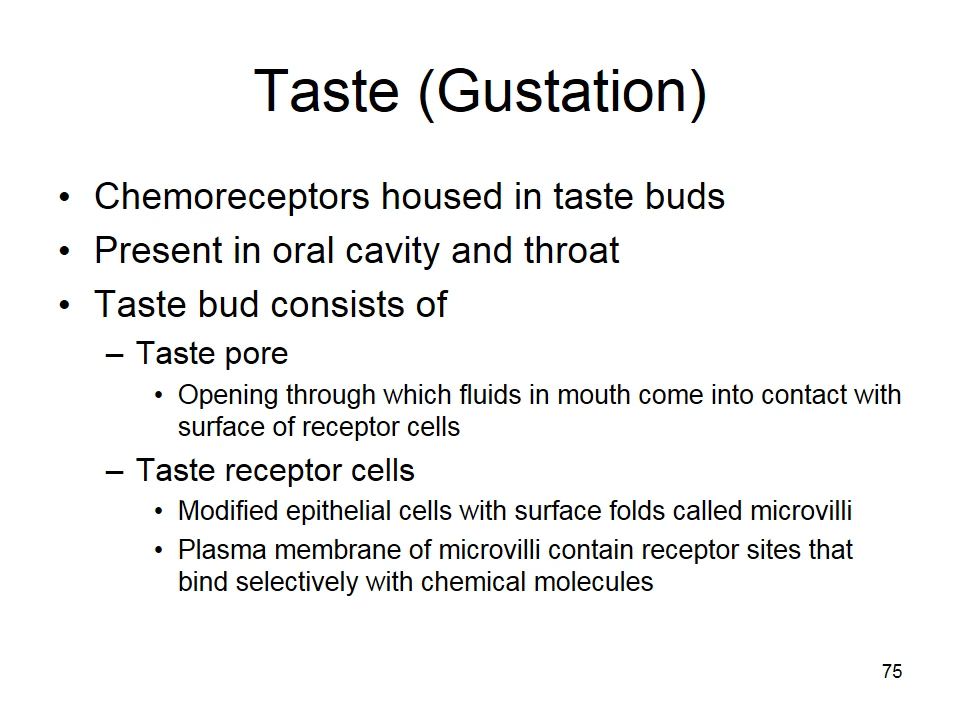 Taste (Gustation)
• Chemoreceptors housed in taste buds
• Present in oral cavity and throat
• Taste bud consists of
– Taste pore
• Opening through which fluids in mouth come into contact with
surface of receptor cells
– Taste receptor cells
• Modified epithelial cells with surface folds called microvilli
• Plasma membrane of microvilli contain receptor sites that
bind selectively with chemical molecules
75